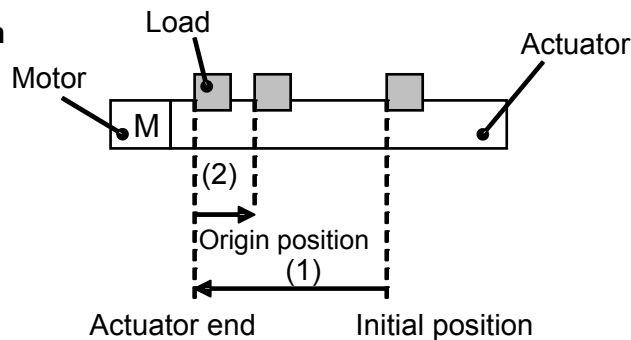 n
Load
Actuator
Motor
M
(2)
Origin position
(1)
Actuator end
Initial position